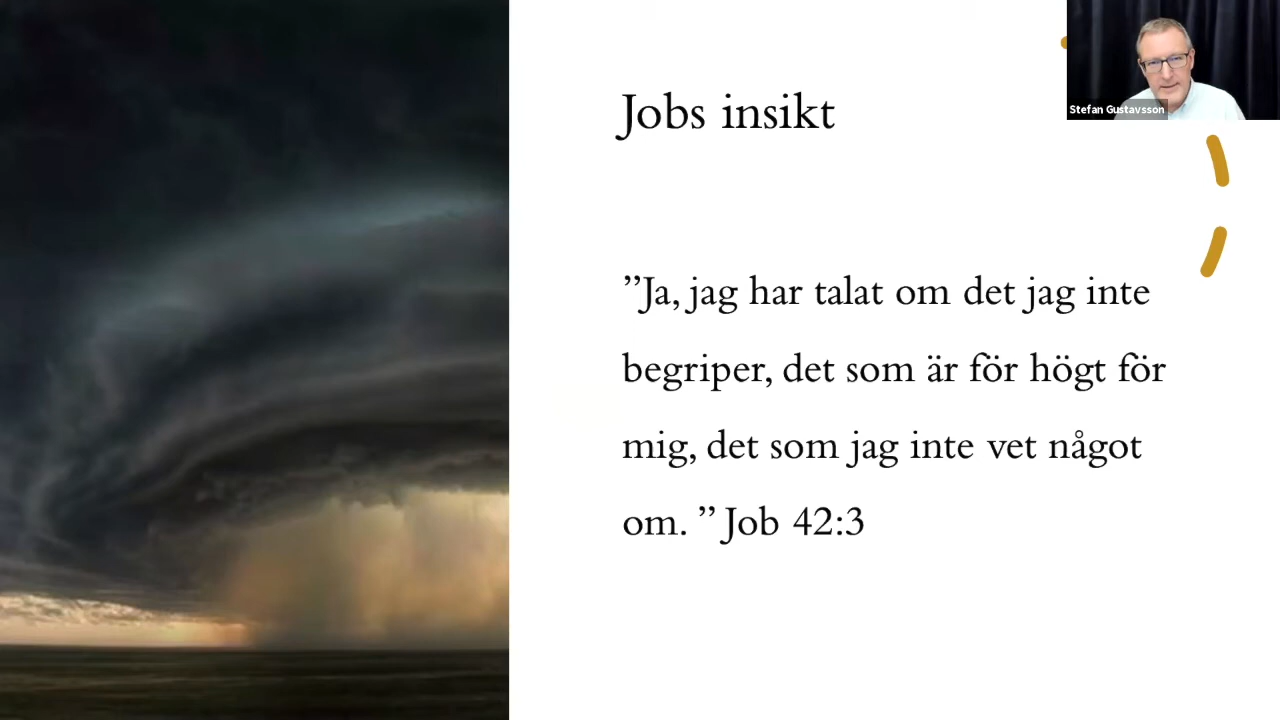 Jobs insikt
Stefan Gustavsson
”Ja, jag har talat om det jag inte
begriper, det som är för högt för
mig, det som jag inte vet något
om. ” Job 42:3